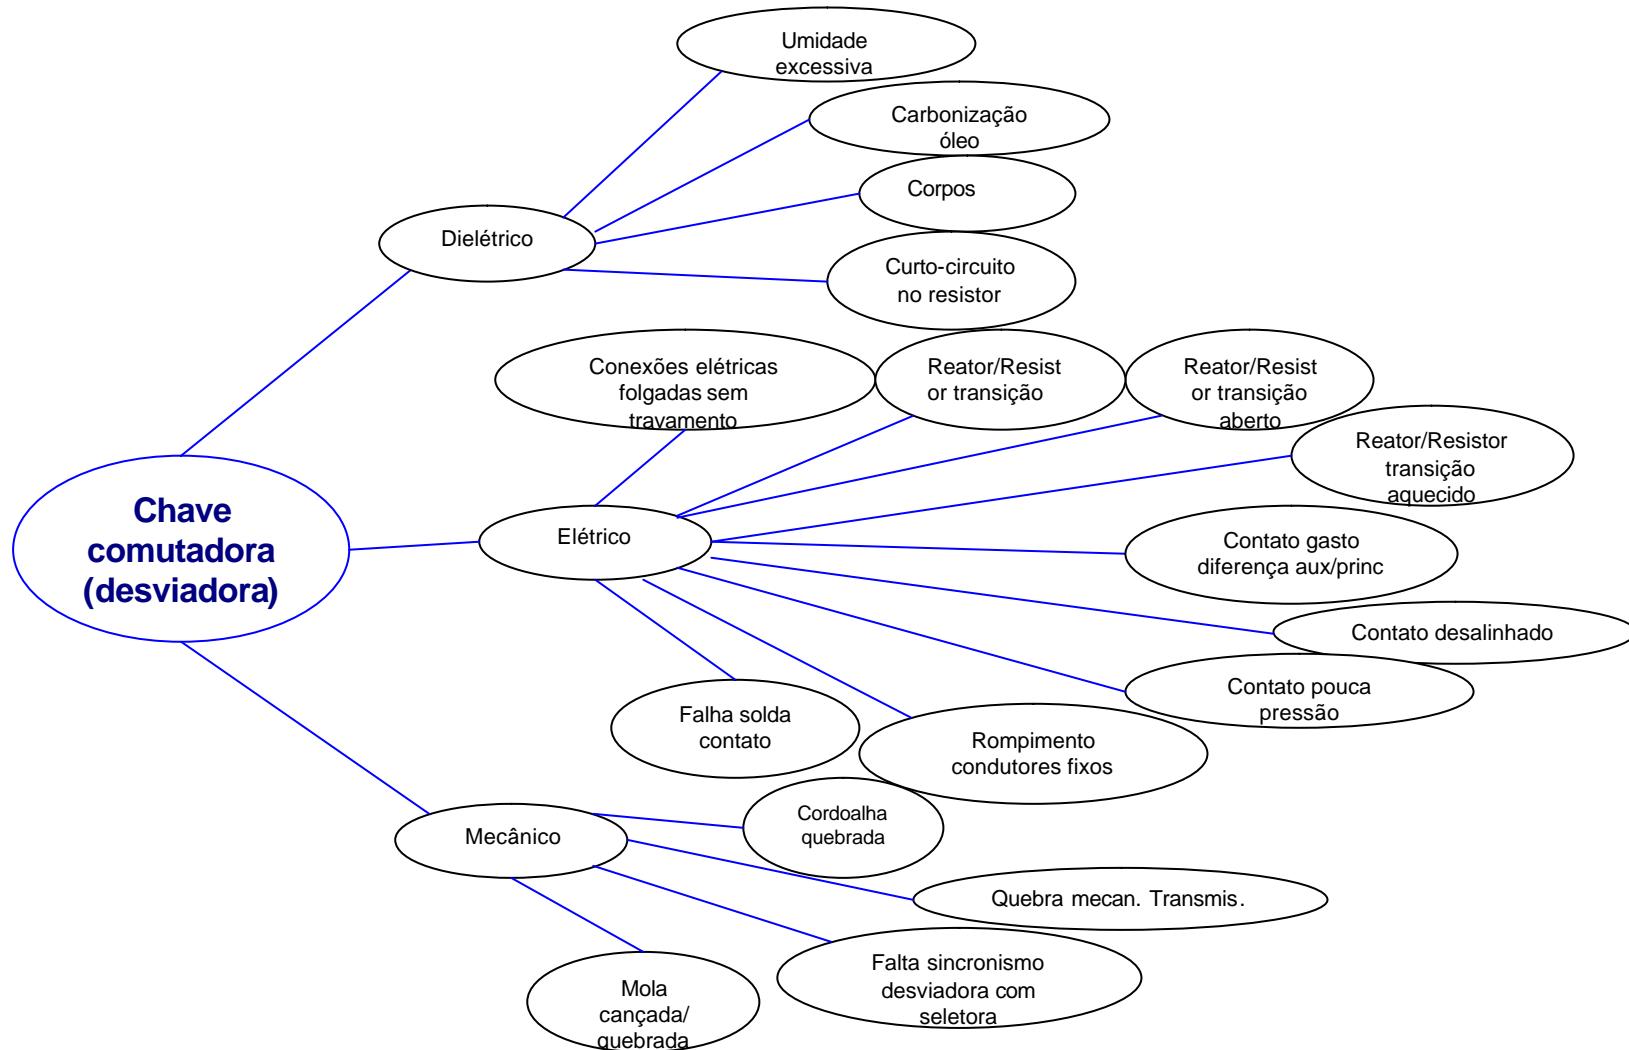 Umidade
excessiva
Carbonização
óleo
Corpos
Dielétrico
Curto-circuito
no resistor
Conexões elétricas
folgadas sem
travamento
Reator/Resist
or transição
Reator/Resist
or transição
aberto
Reator/Resistor
transição
aquecido
Chave
comutadora
(desviadora)
Elétrico
Contato gasto
diferença aux/princ
Contato desalinhado
Contato pouca
pressão
Falha solda
contato
Rompimento
condutores fixos
Cordoalha
quebrada
Mecânico
Quebra mecan. Transmis.
Falta sincronismo
desviadora com
seletora
Mola
cançada/
quebrada